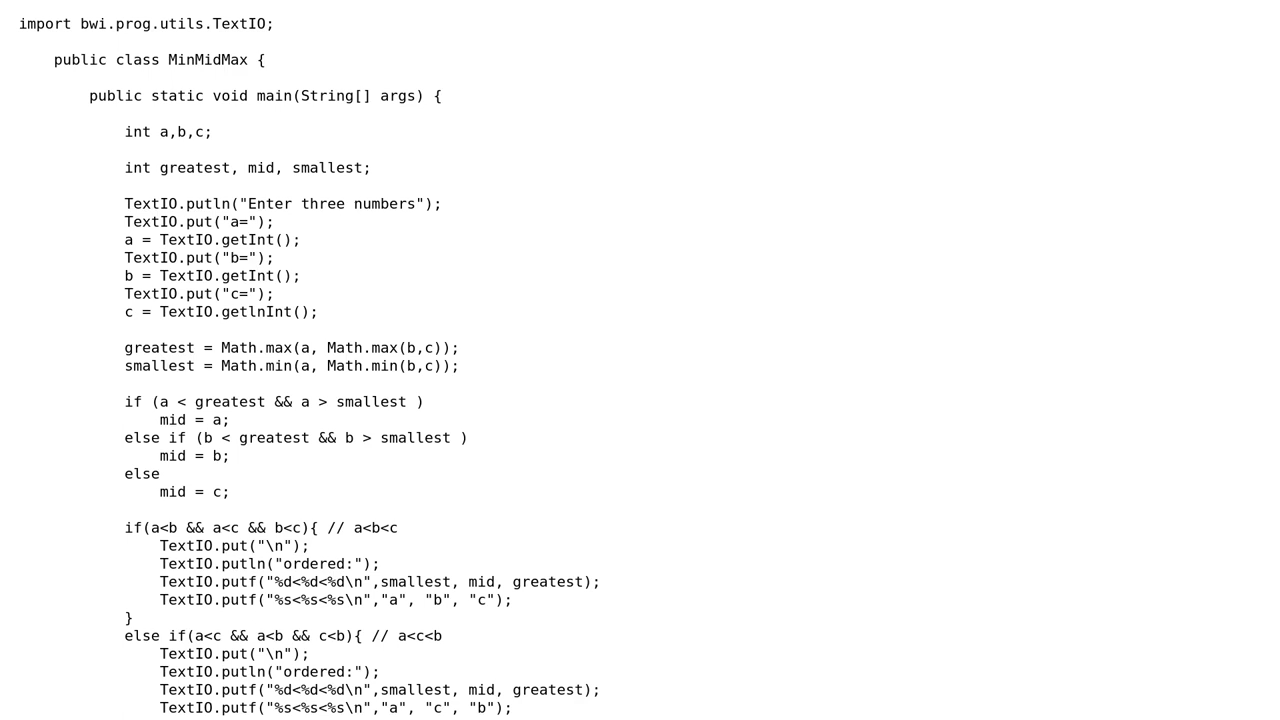 import bwi.prog.utils.TextIO;
public class MinMidMax {
public static void main(String[] args) {
int a,b,c;
int greatest, mid, smallest;
TextIO.putln("Enter three numbers");
TextIO.put("a=");
a = TextIO.getInt();
TextIO.put("b=");
b = TextIO.getInt();
TextIO.put("c=");
c = TextIO.getlnInt();
greatest = Math.max(a, Math.max(b,c));
smallest = Math.min(a, Math.min(b,c));
if (a < greatest && a > smallest )
mid = a;
else if (b < greatest && b > smallest )
mid = b;
else
mid = c;
if(a<b && a<c && b<c){ // a<b<c
TextIO.put("\n");
TextIO.putln("ordered:");
TextIO.putf("%d<%d<%d\n",smallest, mid, greatest);
TextIO.putf("%s<%s<%s\n","a", "b", "c");
}
else if(a<c && a<b && c<b){ // a<c<b
TextIO.put("\n");
TextIO.putln("ordered:");
TextIO.putf("%d<%d<%d\n",smallest, mid, greatest);
TextIO.putf("%s<%s<%s\n","a", "c", "b");